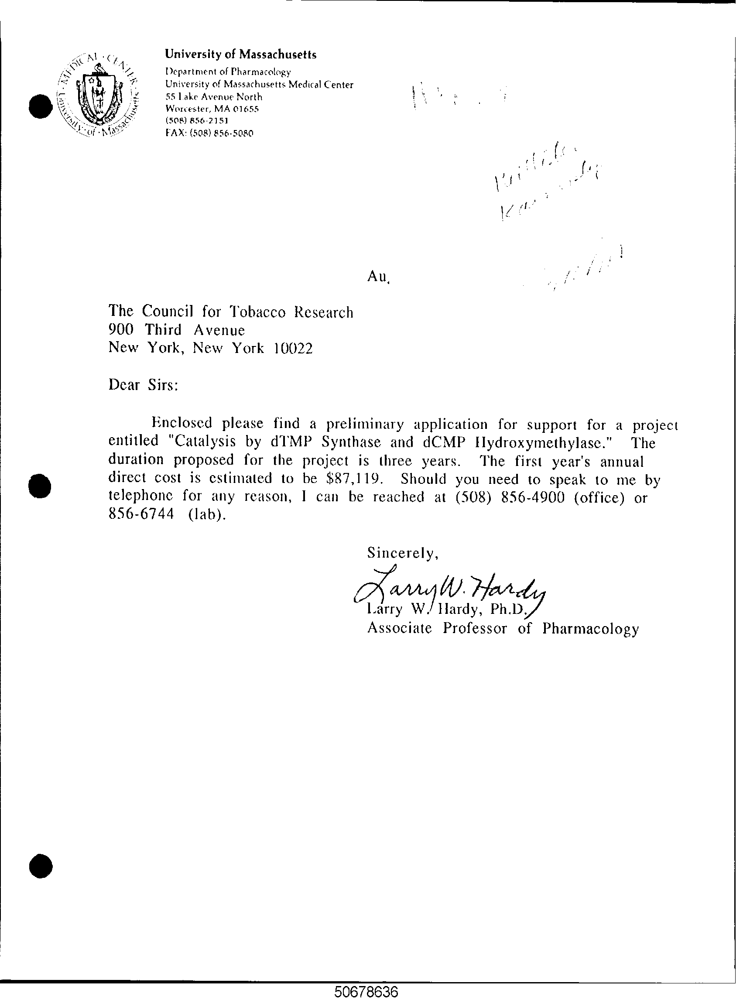 University of Massachusetts
Department of Pharmacology
University of Massachusetts Medical Center
55 Lake Avenue North
Worcester, MA 01655
(508) 856-2151
FAX: (508) 856-5080
Au.
The Council for Tobacco Research
900 Third Avenue
New York, New York 10022
Dear Sirs:
Enclosed please find a preliminary application for support for a project
entitled "Catalysis by dTMP Synthase and dCMP Hydroxymethylase." The
duration proposed for the project is three years. The first year's annual
direct cost is estimated to be $87,119. Should you need to speak to me by
telephone for any reason, I can be reached at (508) 856-4900 (office) or
856-6744 (lab).
Sincerely,
Larry W. Hardy
Larry W. Hardy, Ph.D.
Associate Professor of Pharmacology
50678636